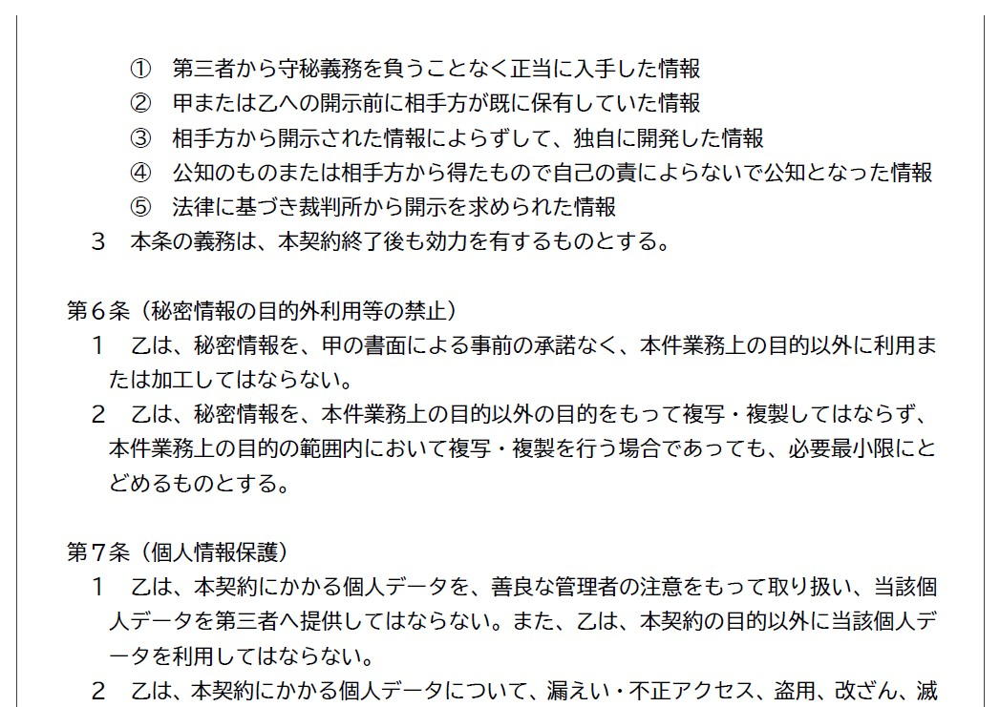 ①　第三者から守秘義務を負うことなく正当に入手した情報
②　甲または乙への開示前に相手方が既に保有していた情報
③　相手方から開示された情報によらずして、独自に開発した情報
④　公知のものまたは相手方から得たもので自己の責によらないで公知となった情報
⑤　法律に基づき裁判所から開示を求められた情報
３　本条の義務は、本契約終了後も効力を有するものとする。
第６条（秘密情報の目的外利用等の禁止）
１　乙は、秘密情報を、甲の書面による事前の承諾なく、本件業務上の目的以外に利用ま
たは加工してはならない。
２　乙は、秘密情報を、本件業務上の目的以外の目的をもって複写・複製してはならず、
本件業務上の目的の範囲内において複写・複製を行う場合であっても、必要最小限にと
どめるものとする。
第７条（個人情報保護）
１　乙は、本契約にかかる個人データを、善良な管理者の注意をもって取り扱い、当該個
人データを第三者へ提供してはならない。また、乙は、本契約の目的以外に当該個人デ
ータを利用してはならない。
２　乙は、本契約にかかる個人データについて、漏えい・不正アクセス、盗用、改ざん、滅